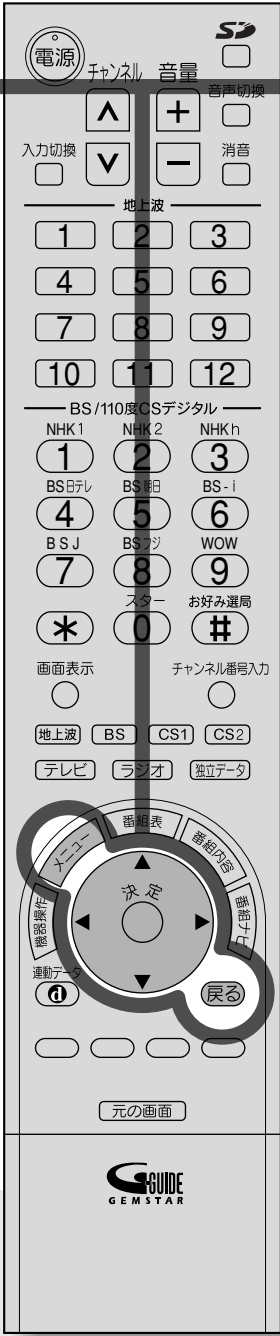 電源
SD
チャンネル 音量
音声切換
∧ +
入力切換
∨ − 消音
地上波
1 2 3
4 5 6
7 8 9
10 11 12
BS/110度CSデジタル
NHK1 NHK2 NHKh
1 2 3
BS日テレ BS朝日 BS-i
4 5 6
BSJ BSフジ WOW
7 8 9
スター お好み選局
* 0 #
画面表示 チャンネル番号入力
地上波 BS CS1 CS2
テレビ ラジオ 独立データ
メニュー 番組表 番組内容
機器操作 決定 番組ナビ
連動データ
d 戻る
元の画面
G-GUIDE
GEMSTAR